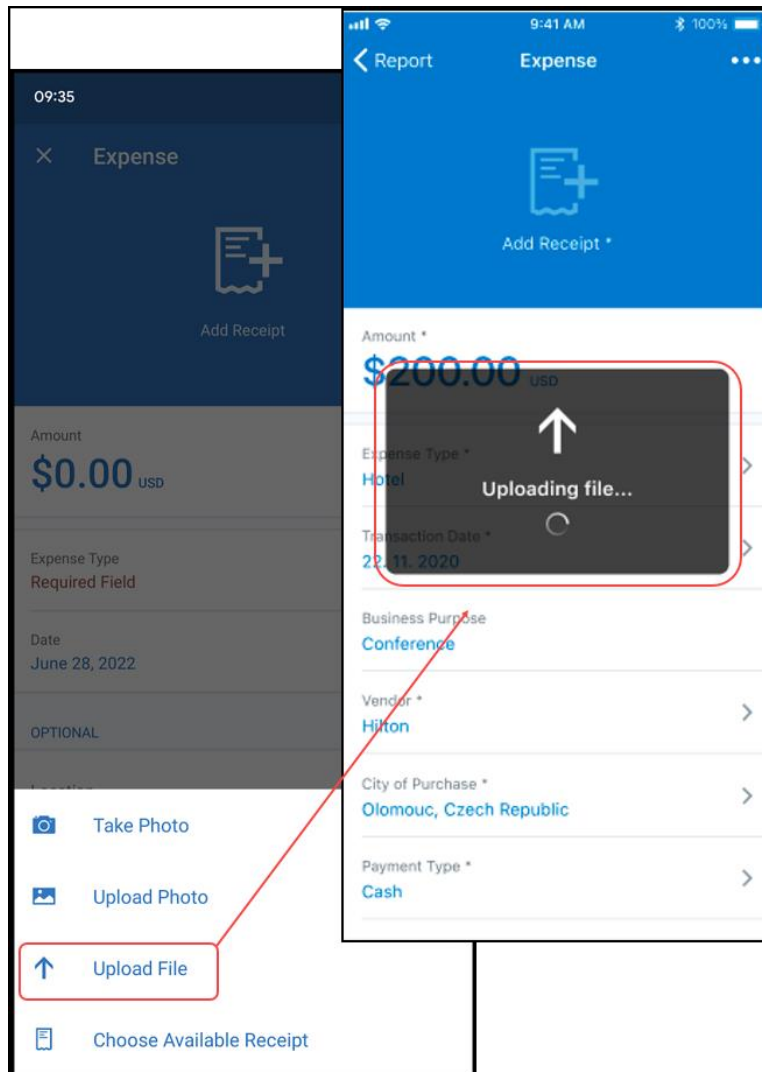 09:35
Expense
Add Receipt
Amount
$0.00 USD
Expense Type
Required Field
Date
June 28, 2022
OPTIONAL
Location
Take Photo
Upload Photo
Upload File
Choose Available Receipt
9:41 AM
100%
Report
Expense
Add Receipt *
Amount *
$200.00 USD
Expense Type *
Hotel
Uploading file...
Transaction Date *
22. 11. 2020
Business Purpose
Conference
Vendor *
Hilton
City of Purchase *
Olomouc, Czech Republic
Payment Type *
Cash